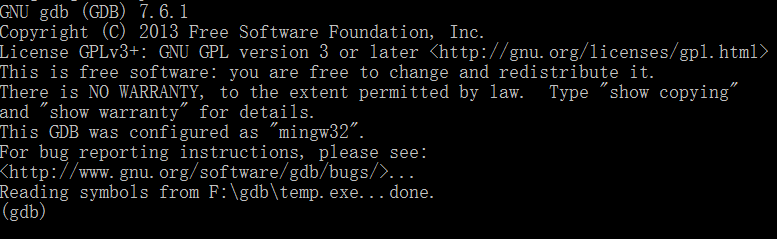 GNU gdb (GDB) 7.6.1
Copyright (C) 2013 Free Software Foundation, Inc.
License GPLv3+: GNU GPL version 3 or later <http://gnu.org/licenses/gpl.html>
This is free software: you are free to change and redistribute it.
There is NO WARRANTY, to the extent permitted by law.  Type "show copying"
and "show warranty" for details.
This GDB was configured as "mingw32".
For bug reporting instructions, please see:
<http://www.gnu.org/software/gdb/bugs/>...
Reading symbols from F:\gdb\temp.exe...done.
(gdb)